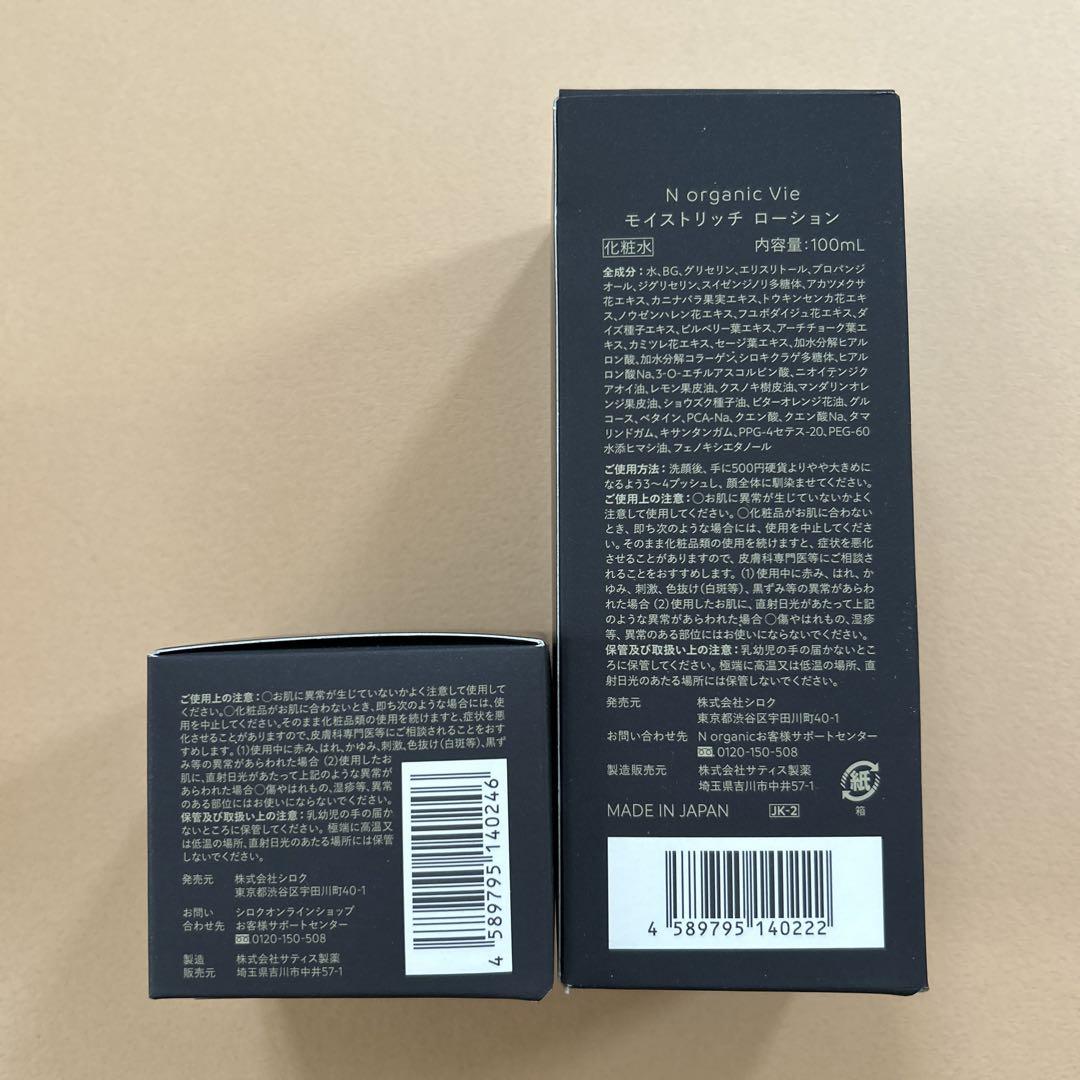 N organic Vie
モイストリッチ ローション
化粧水 内容量:100mL
全成分:水、BG、グリセリン、エリスリトール、プロパンジ
オール、ジグリセリン、スイゼンジノリ多糖体、アカツメクサ
花エキス、カニナバラ果実エキス、トウキンセンカ花エキ
ス、ノウゼンハレン花エキス、フユボダイジュ花エキス、ダ
イズ種子エキス、ビルベリー葉エキス、アーチチョーク葉エ
キス、カミツレ花エキス、セージ葉エキス、加水分解ヒアル
ロン酸、加水分解コラーゲン、シロキクラゲ多糖体、ヒアル
ロン酸Na、3-O-エチルアスコルビン酸、ニオイテンジク
アオイ油、レモン果皮油、クスノキ樹皮油、マンダリンオレ
ンジ果皮油、ショウズク種子油、ビターオレンジ花油、グル
コース、ベタイン、PCA-Na、クエン酸、クエン酸Na、タマ
リンドガム、キサンタンガム、PPG-4セテス-20、PEG-60
水添ヒマシ油、フェノキシエタノール
ご使用方法:洗顔後、手に500円硬貨よりやや大きめに
なるよう3～4プッシュし、顔全体に馴染ませてください。
ご使用上の注意:○お肌に異常が生じていないかよく
注意して使用してください。○化粧品がお肌に合わない
とき、即ち次のような場合には、使用を中止してくださ
い。そのまま化粧品類の使用を続けますと、症状を悪化
させることがありますので、皮膚科専門医等にご相談さ
れることをおすすめします。(1)使用中に赤み、はれ、か
ゆみ、刺激、色抜け(白斑等)、黒ずみ等の異常があらわ
れた場合(2)使用したお肌に、直射日光があたって上記
のような異常があらわれた場合○傷やはれもの、湿疹
等、異常のある部位にはお使いにならないでください。
保管及び取扱い上の注意:乳幼児の手の届かないとこ
ろに保管してください。極端に高温又は低温の場所、直
射日光のあたる場所には保管しないでください。
発売元 株式会社シロク
東京都渋谷区宇田川町40-1
お問い合わせ先 N organicお客様サポートセンター
0120-150-508
製造販売元 株式会社サティス製薬
埼玉県吉川市中井57-1
紙
箱
MADE IN JAPAN JK-2
4 589795 140222
ご使用上の注意:○お肌に異常が生じていないかよく注意して使用して
ください。○化粧品がお肌に合わないとき、即ち次のような場合には、使
用を中止してください。そのまま化粧品類の使用を続けますと、症状を悪
化させることがありますので、皮膚科専門医等にご相談されることをおす
すめします。(1)使用中に赤み、はれ、かゆみ、刺激、色抜け(白斑等)、黒ず
み等の異常があらわれた場合(2)使用したお
肌に、直射日光があたって上記のような異常が
あらわれた場合○傷やはれもの、湿疹等、異常
のある部位にはお使いにならないでください。
保管及び取扱い上の注意:乳幼児の手の届か
ないところに保管してください。極端に高温又
は低温の場所、直射日光のあたる場所には保管
しないでください。
発売元 株式会社シロク
東京都渋谷区宇田川町40-1
お問い シロクオンラインショップ
合わせ先 お客様サポートセンター
0120-150-508
製造 株式会社サティス製薬
販売元 埼玉県吉川市中井57-1
4 589795 140246